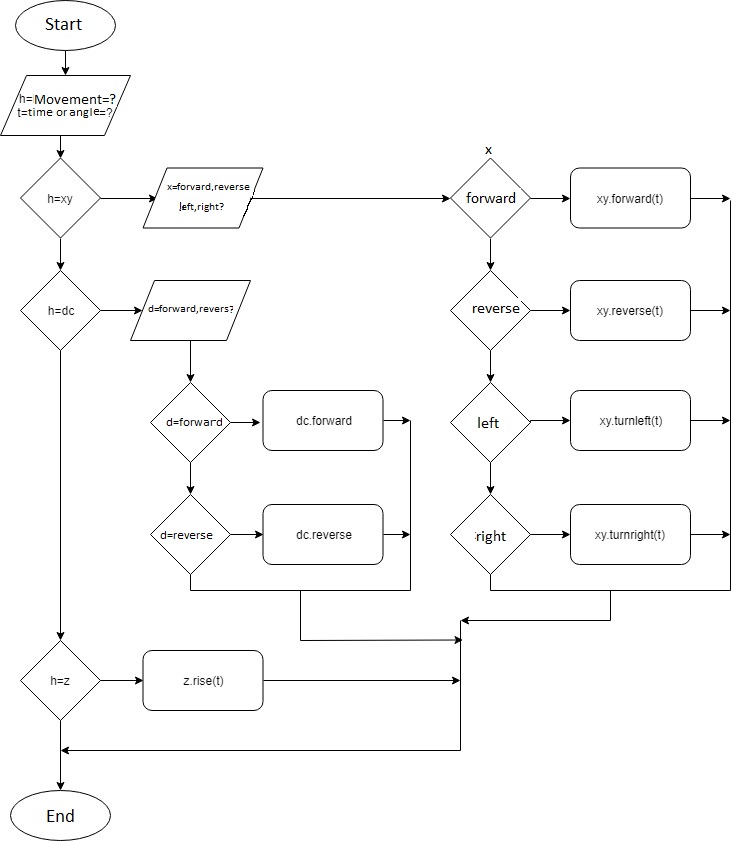 Start
h=Movement=?
t=time or angle=?
h=xy
x=forvard,reverse
left,right?
x
forward
xy.forward(t)
h=dc
d=forward,revers?
reverse
xy.reverse(t)
d=forward
dc.forward
left
xy.turnleft(t)
d=reverse
dc.reverse
right
xy.turnright(t)
h=z
z.rise(t)
End